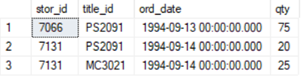 stor_id title_id ord_date qty
1 7066 PS2091 1994-09-13 00:00:00.000 75
2 7131 PS2091 1994-09-14 00:00:00.000 20
3 7131 MC3021 1994-09-14 00:00:00.000 25